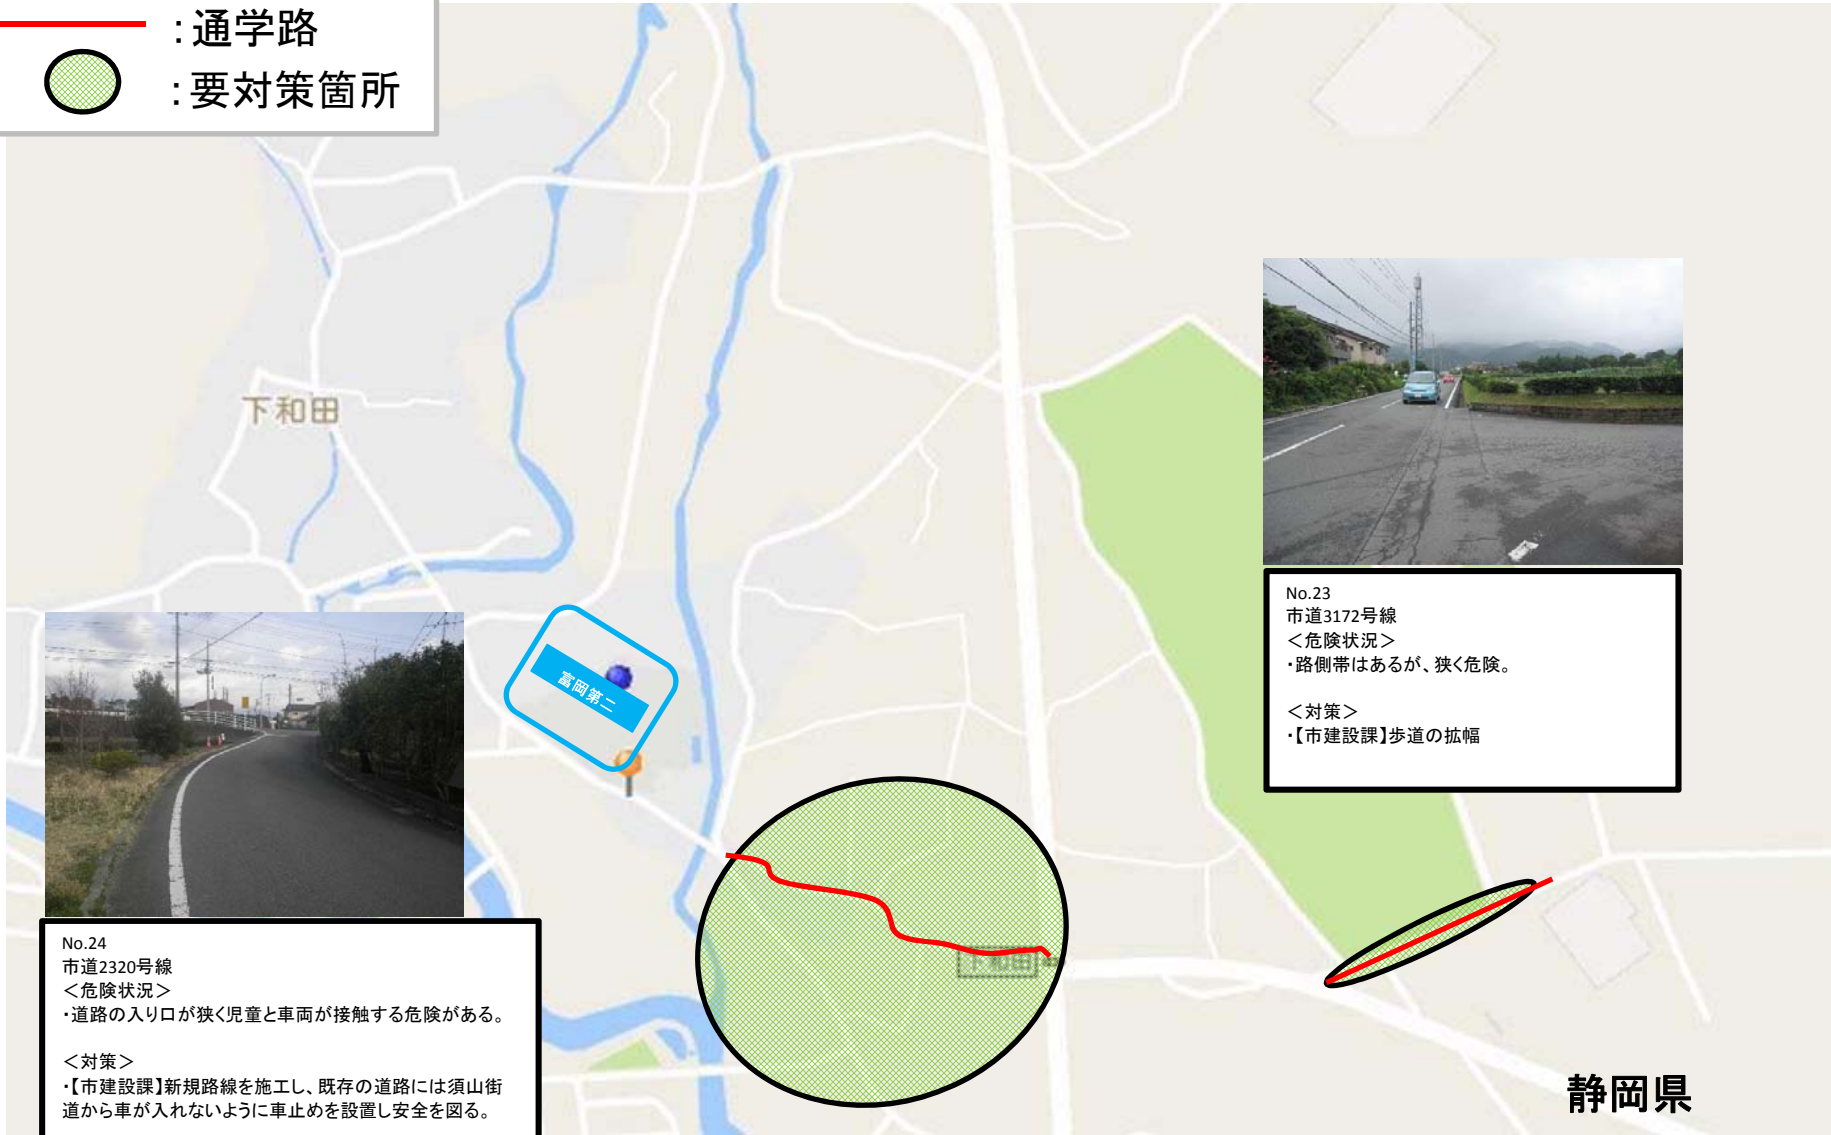 ：通学路
：要対策箇所
下和田
富岡第二
No.23
市道3172号線
＜危険状況＞
・路側帯はあるが、狭く危険。
＜対策＞
・【市建設課】歩道の拡幅
No.24
市道2320号線
＜危険状況＞
・道路の入り口が狭く児童と車両が接触する危険がある。
＜対策＞
・【市建設課】新規路線を施工し、既存の道路には須山街
道から車が入れないように車止めを設置し安全を図る。
下和田
静岡県